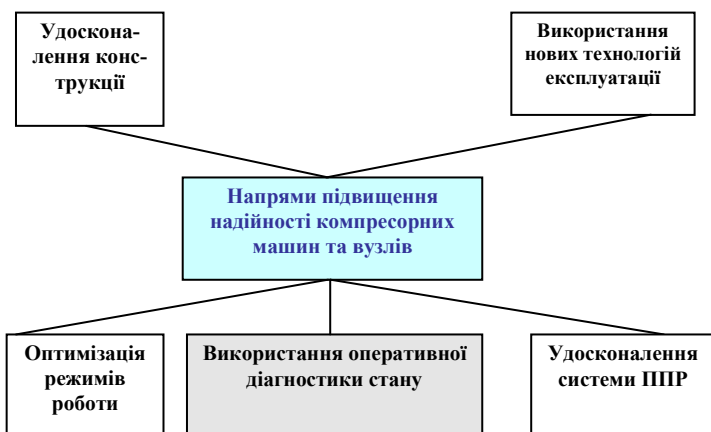 Удоскона-
лення конс-
трукції
Використання
нових технологій
експлуатації
Напрями підвищення
надійності компресорних
машин та вузлів
Оптимізація
режимів
роботи
Використання оперативної
діагностики стану
Удосконалення
системи ППР